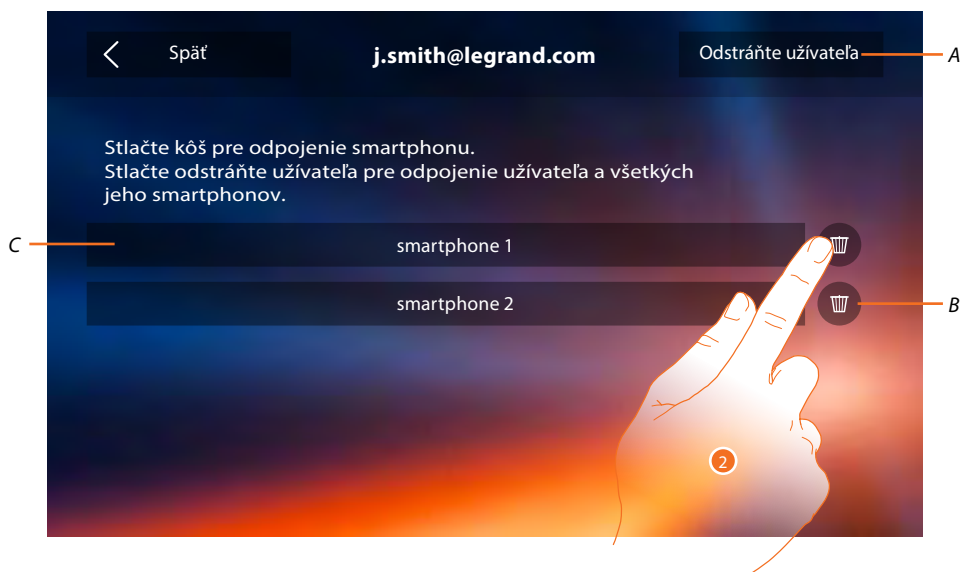 Späť
j.smith@legrand.com
Odstráňte užívateľa
A
Stlačte kôš pre odpojenie smartphonu.
Stlačte odstráňte užívateľa pre odpojenie užívateľa a všetkých
jeho smartphonov.
C
smartphone 1
smartphone 2
B
2